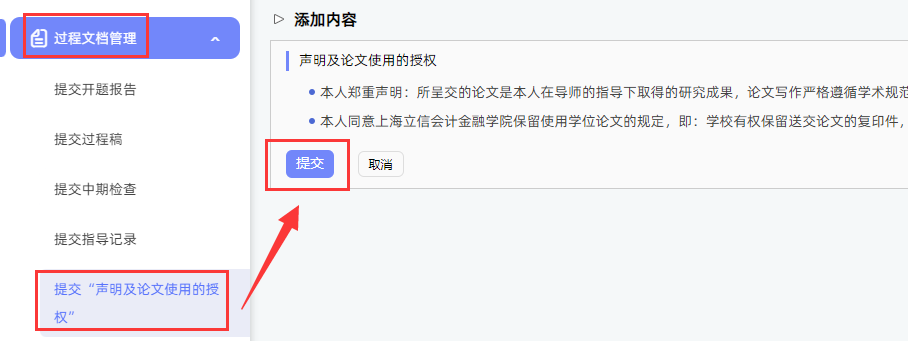 过程文档管理
提交开题报告
提交过程稿
提交中期检查
提交指导记录
提交“声明及论文使用的授
权”
添加内容
声明及论文使用的授权
本人郑重声明：所呈交的论文是本人在导师的指导下取得的研究成果，论文写作严格遵循学术规范
本人同意上海立信会计金融学院保留使用学位论文的规定，即：学校有权保留送交论文的复印件，
提交
取消